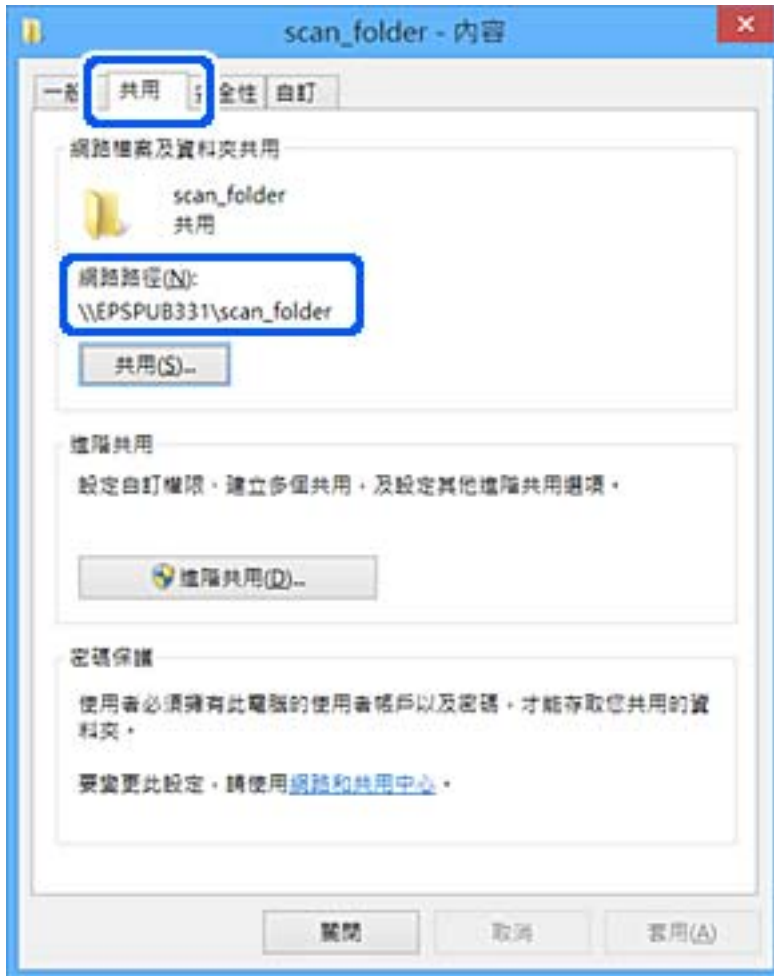 scan_folder - 內容
一般 共用 安全性 自訂
網路檔案及資料夾共用
scan_folder
共用
網路路徑(N):
\\EPSPUB331\scan_folder
共用(S)...
進階共用
設定自訂權限、建立多個共用，及設定其他進階共用選項。
進階共用(D)...
密碼保護
使用者必須擁有此電腦的使用者帳戶以及密碼，才能存取您共用的資
料夾。
要變更此設定，請使用網路和共用中心。
關閉 取消 套用(A)